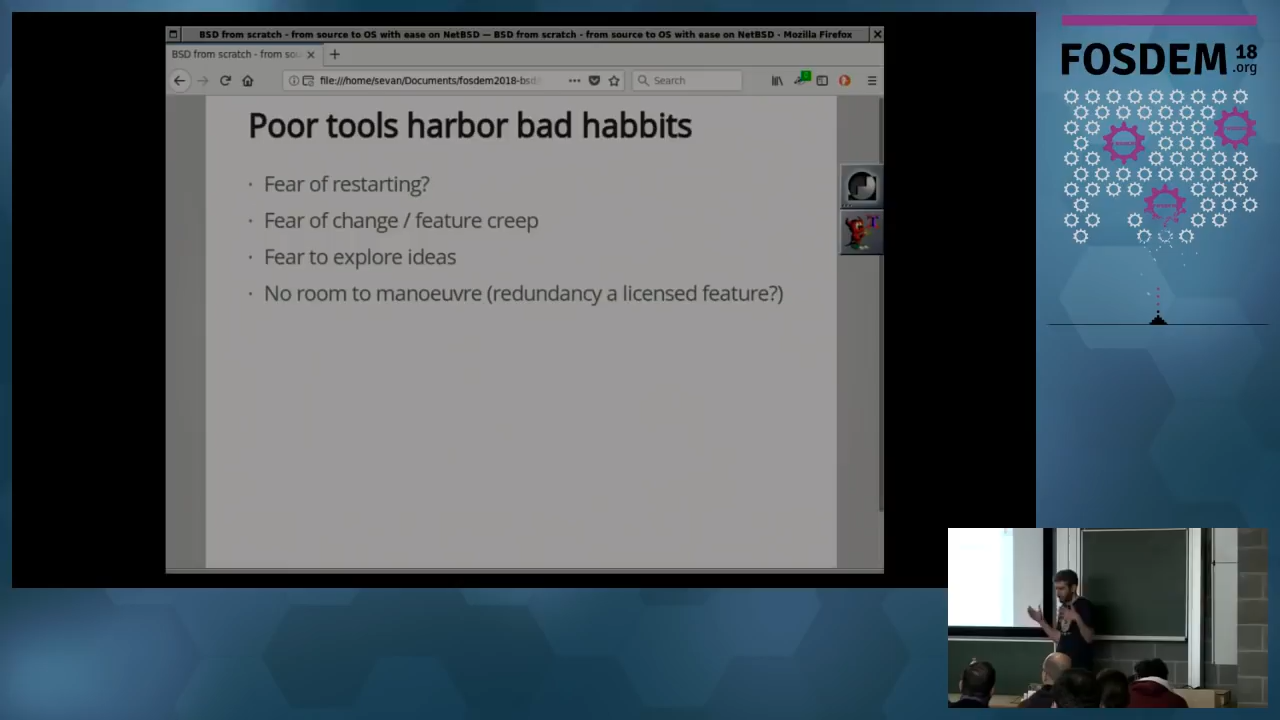 BSD from scratch - from source to OS with ease on NetBSD — BSD from scratch - from source to OS with ease on NetBSD - Mozilla Firefox
BSD from scratch - from sou
file:///home/sevan/Documents/fosdem2018-bsd
Search
Poor tools harbor bad habbits
· Fear of restarting?
· Fear of change / feature creep
· Fear to explore ideas
· No room to manoeuvre (redundancy a licensed feature?)
FOSDEM 18
.org